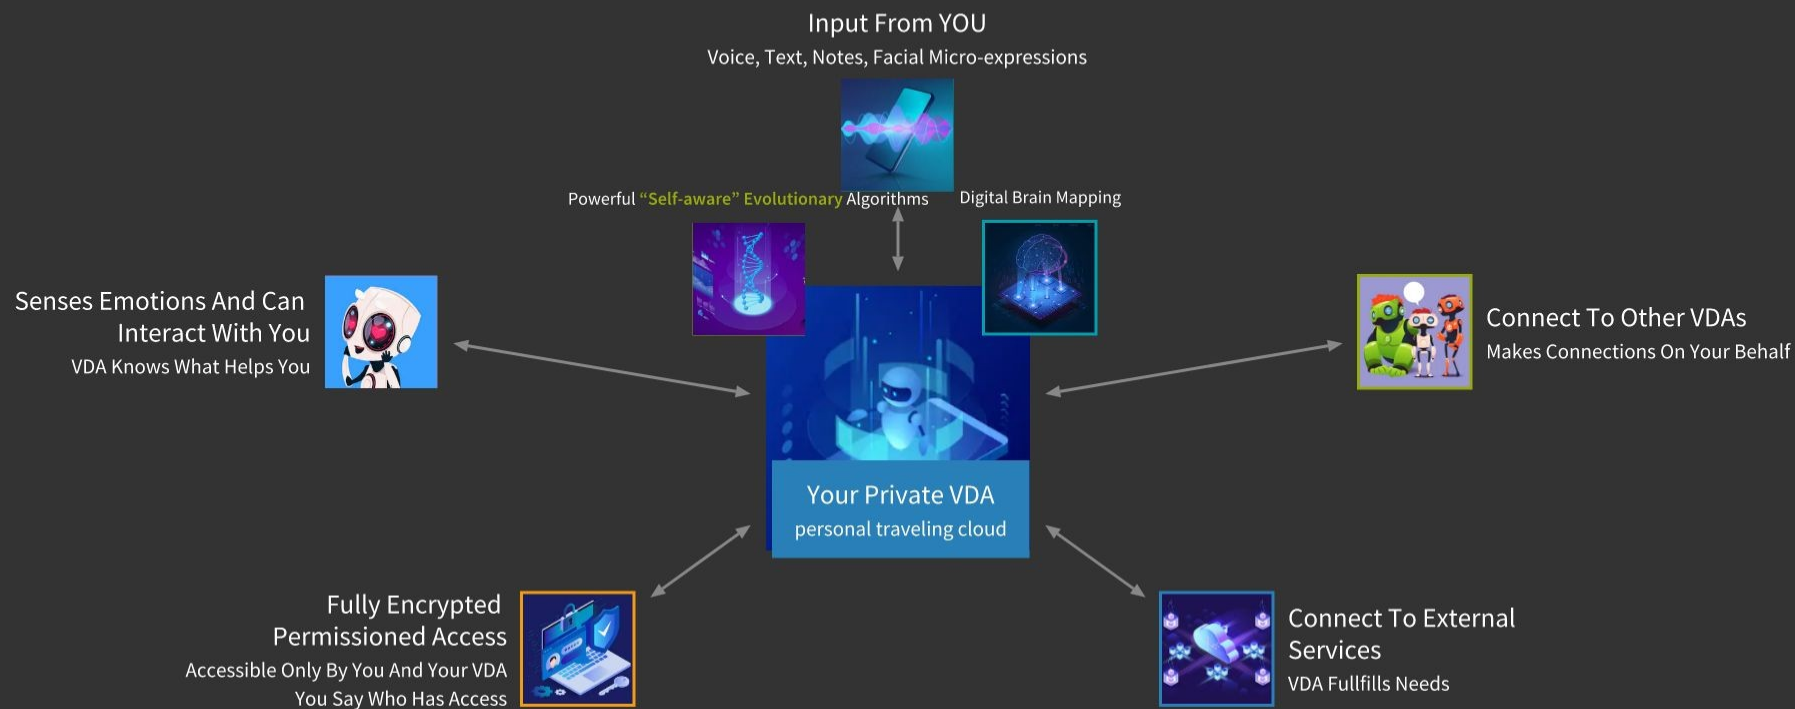 Input From YOU
Voice, Text, Notes, Facial Micro-expressions
Powerful “Self-aware” Evolutionary Algorithms
Digital Brain Mapping
Senses Emotions And Can
Interact With You
VDA Knows What Helps You
Connect To Other VDAs
Makes Connections On Your Behalf
Your Private VDA
personal traveling cloud
Fully Encrypted
Permissioned Access
Accessible Only By You And Your VDA
You Say Who Has Access
Connect To External
Services
VDA Fullfills Needs